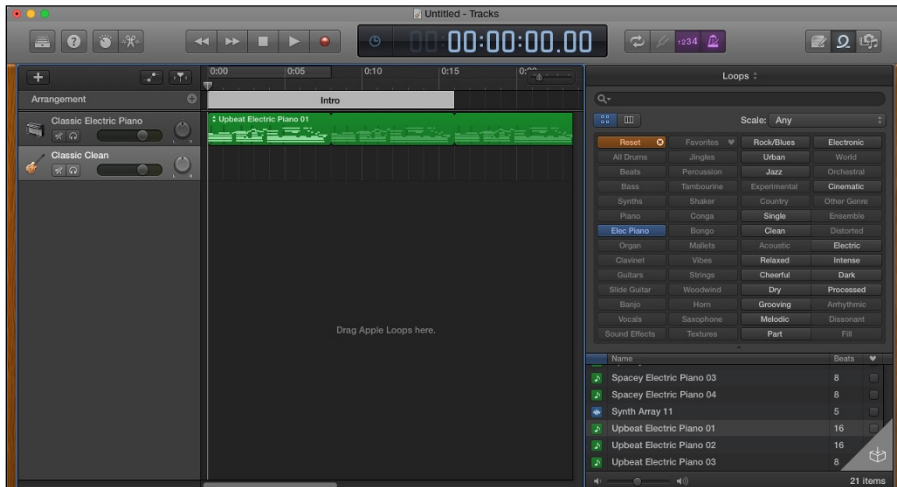 Untitled - Tracks
1234
00:00:00:00.00
0:00 0:05 0:10 0:15
Arrangement
Intro
Classic Electric Piano
Upbeat Electric Piano 01
Classic Clean
L R
Drag Apple Loops here.
Loops
Scale: Any
Reset Favorites Rock/Blues Electronic
All Drums Jingles Urban World
Beats Percussion Jazz Orchestral
Bass Tambourine Experimental Cinematic
Synths Shaker Country Other Genre
Piano Conga Single Ensemble
Elec Piano Bongo Clean Distorted
Organ Mallets Acoustic Electric
Clavinet Vibes Relaxed Intense
Guitars Strings Cheerful Dark
Slide Guitar Woodwind Dry Processed
Banjo Horn Grooving Arrhythmic
Vocals Saxophone Melodic Dissonant
Sound Effects Textures Part Fill
Name Beats
Spacey Electric Piano 03 8
Spacey Electric Piano 04 8
Synth Array 11 5
Upbeat Electric Piano 01 16
Upbeat Electric Piano 02 16
Upbeat Electric Piano 03 8
21 items